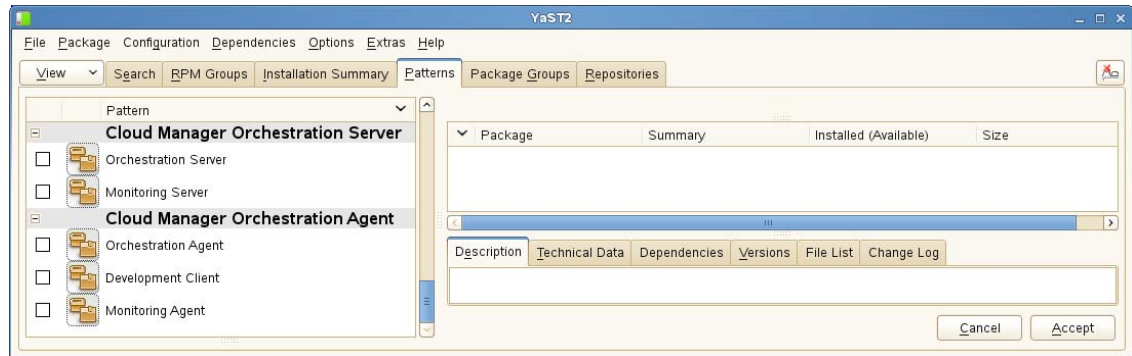 YaST2
File Package Configuration Dependencies Options Extras Help
View Search RPM Groups Installation Summary Patterns Package Groups Repositories
Pattern
Cloud Manager Orchestration Server
Orchestration Server
Monitoring Server
Cloud Manager Orchestration Agent
Orchestration Agent
Development Client
Monitoring Agent
Package Summary Installed (Available) Size
Description Technical Data Dependencies Versions File List Change Log
Cancel Accept